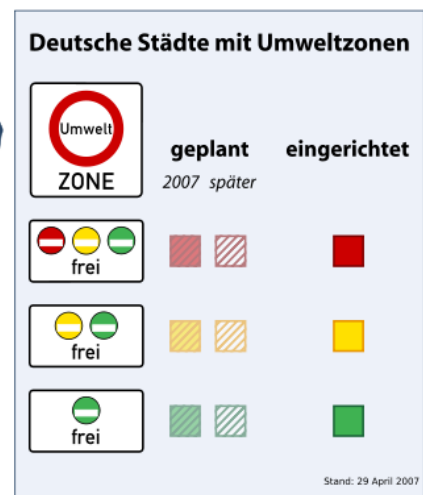 Deutsche Städte mit Umweltzonen
Umwelt
ZONE
geplant eingerichtet
2007 später
frei
frei
frei
Stand: 29 April 2007